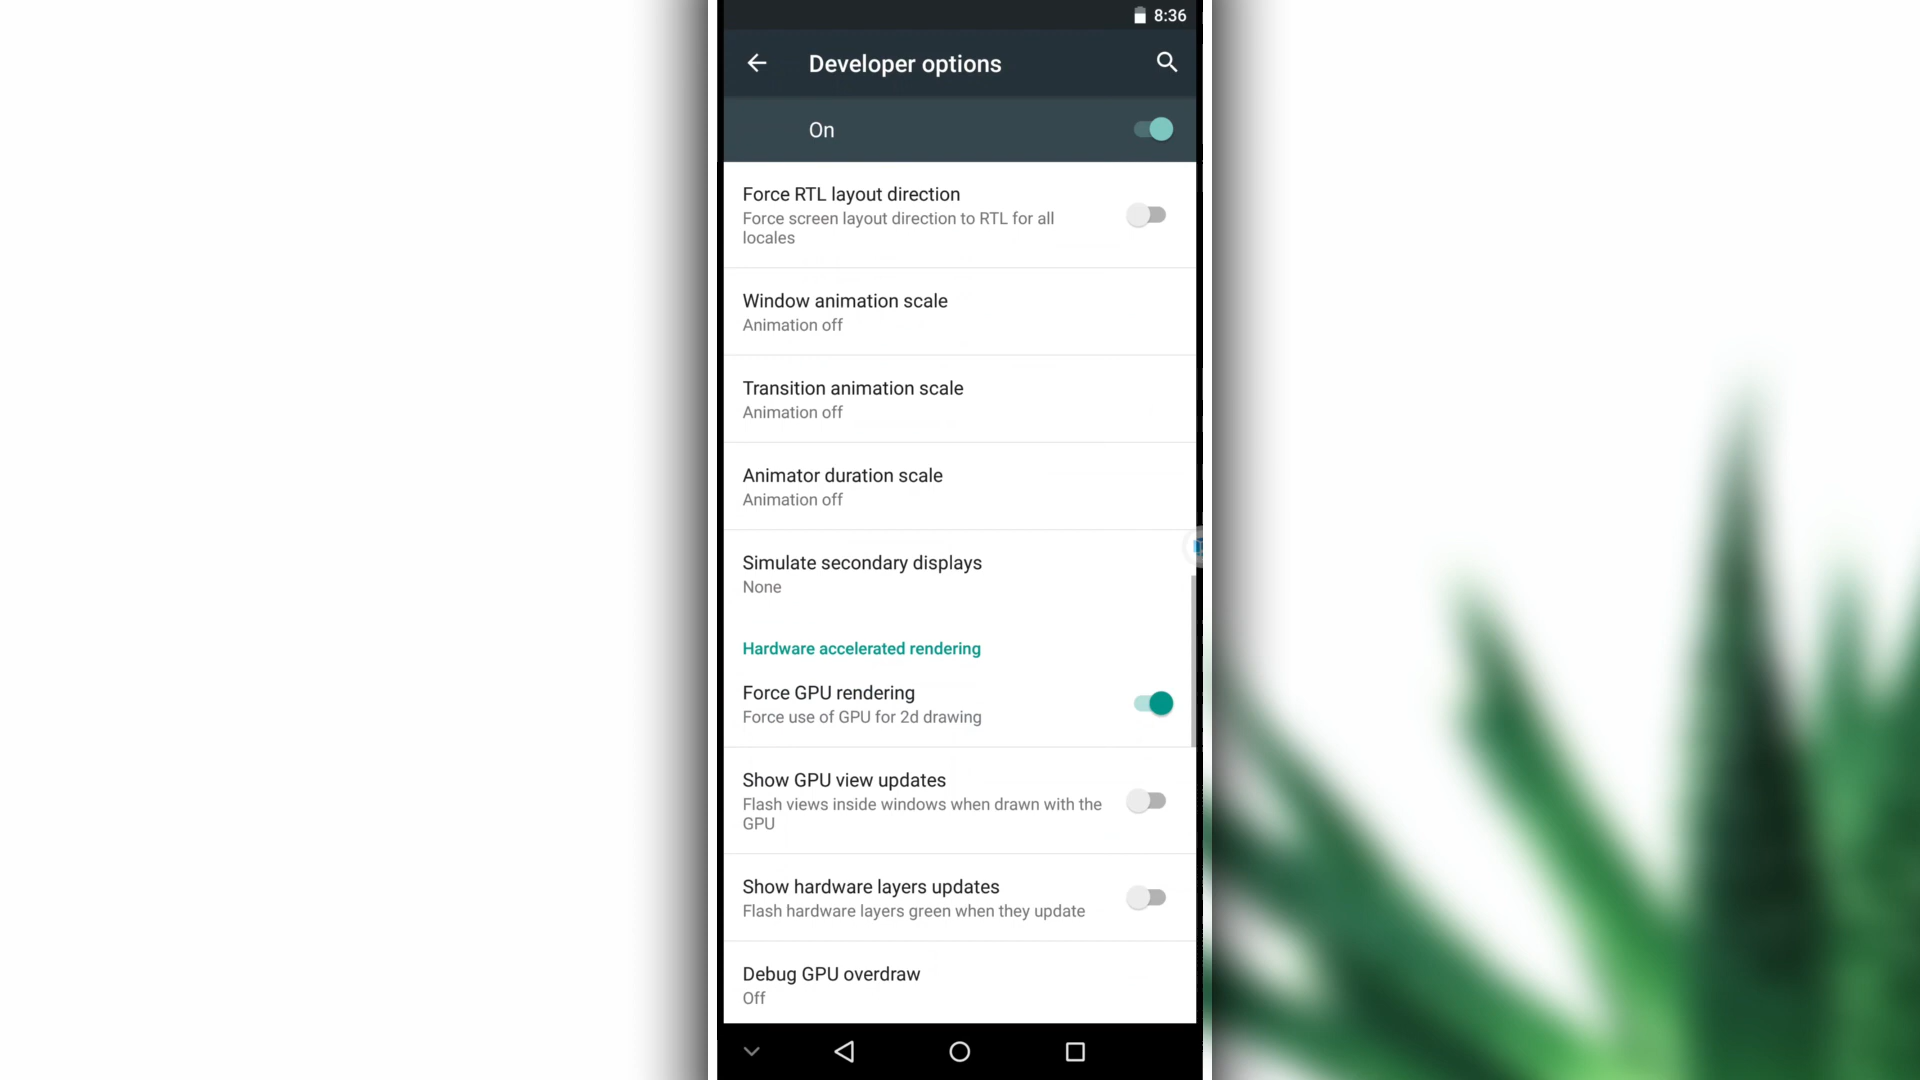 8:36
Developer options
On
Force RTL layout direction
Force screen layout direction to RTL for all
locales
Window animation scale
Animation off
Transition animation scale
Animation off
Animator duration scale
Animation off
Simulate secondary displays
None
Hardware accelerated rendering
Force GPU rendering
Force use of GPU for 2d drawing
Show GPU view updates
Flash views inside windows when drawn with the
GPU
Show hardware layers updates
Flash hardware layers green when they update
Debug GPU overdraw
Off